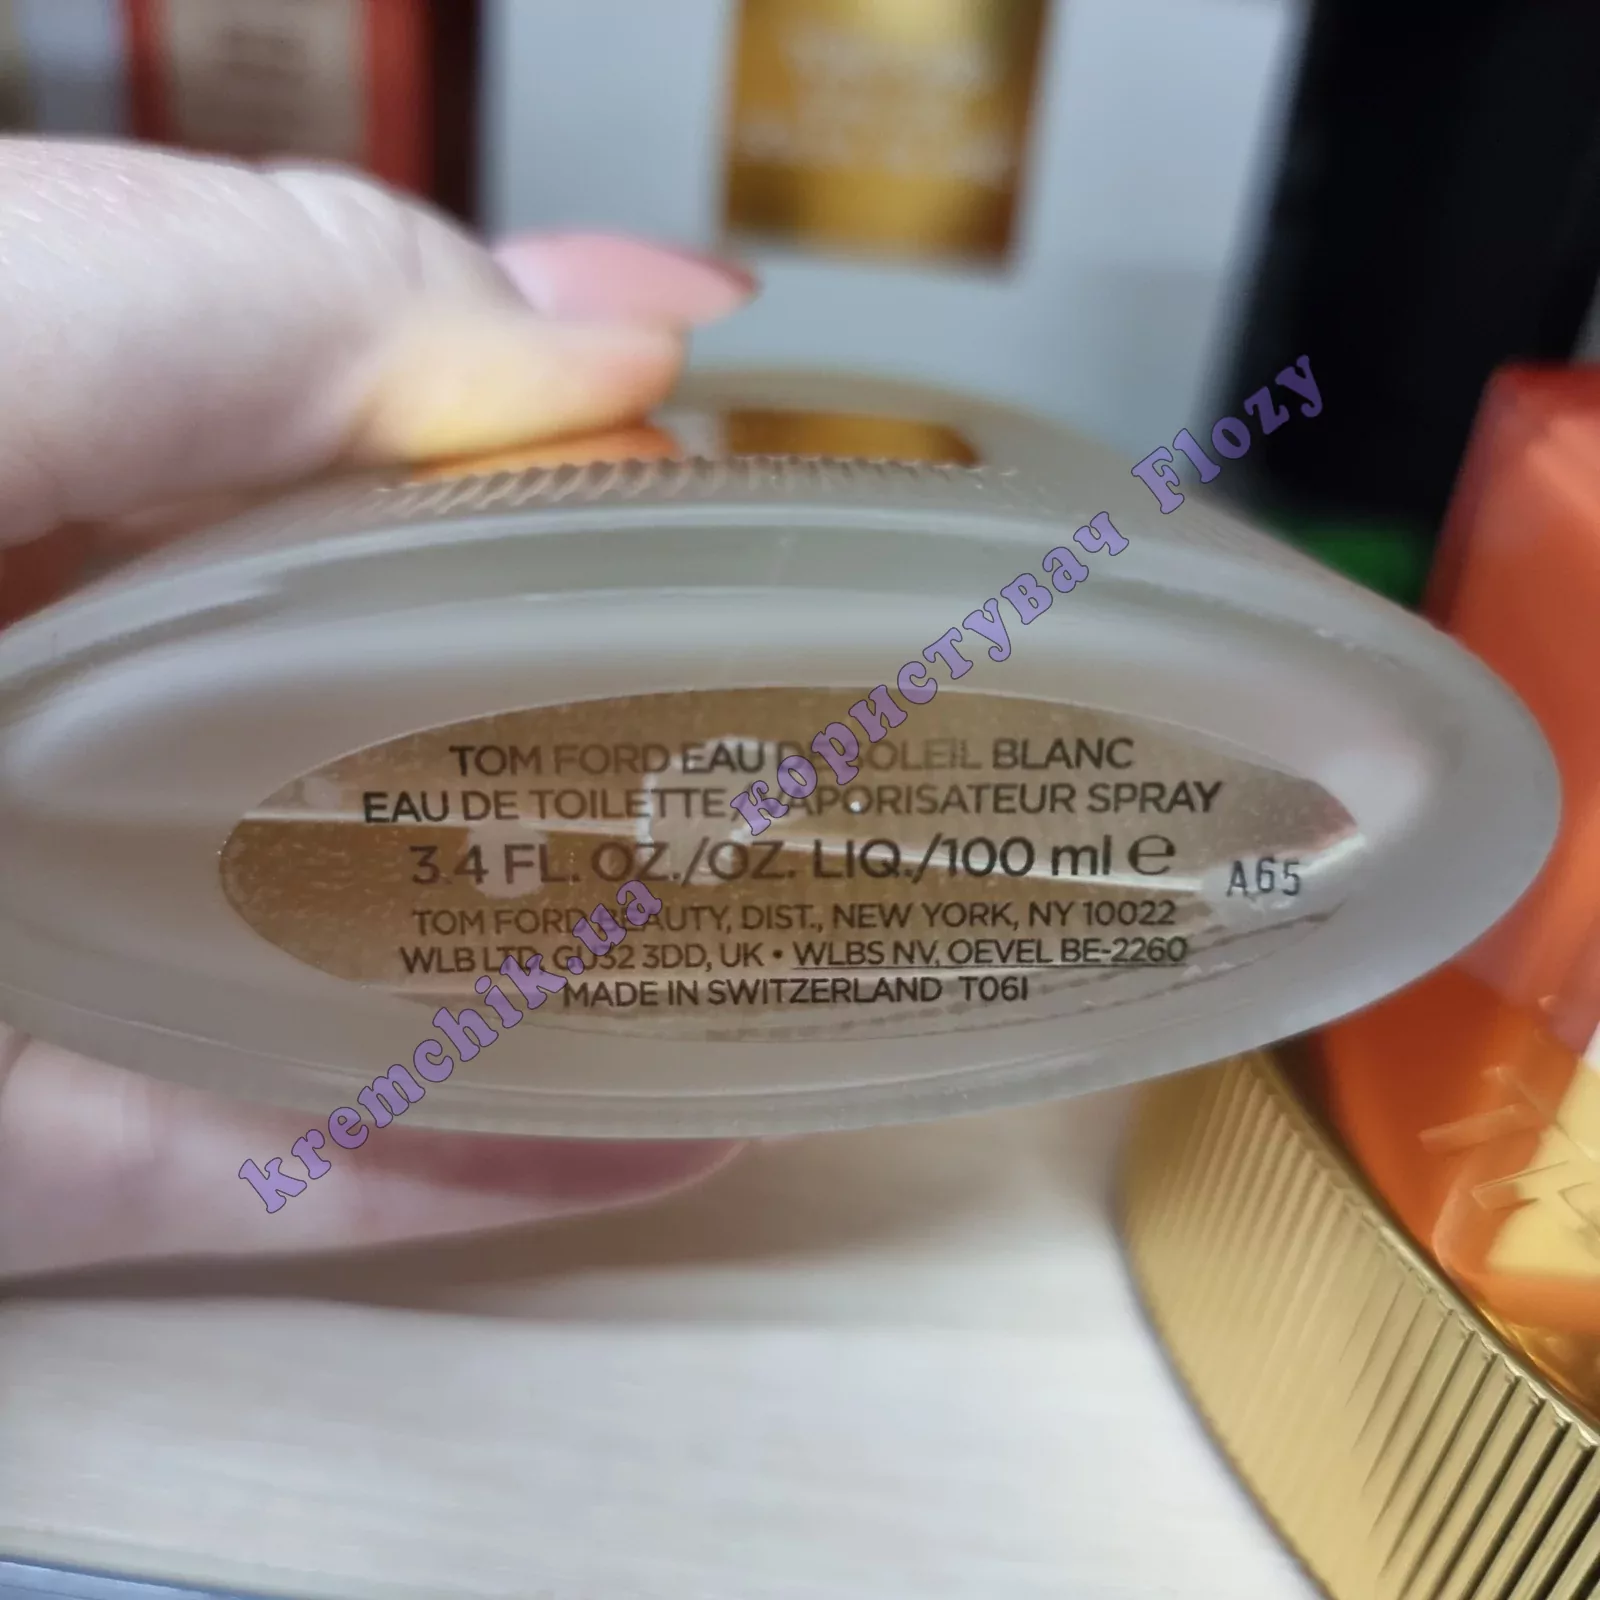 TOM FORD EAU DE SOLEIL BLANC
EAU DE TOILETTE, VAPORISATEUR SPRAY
3.4 FL. OZ./OZ. LIQ./100 ml ℮
A65
TOM FORD BEAUTY, DIST., NEW YORK, NY 10022
WLB LTD, GU32 3DD, UK • WLBS NV, OEVEL BE-2260
MADE IN SWITZERLAND T06I
kremchik.ua користувач Flozy